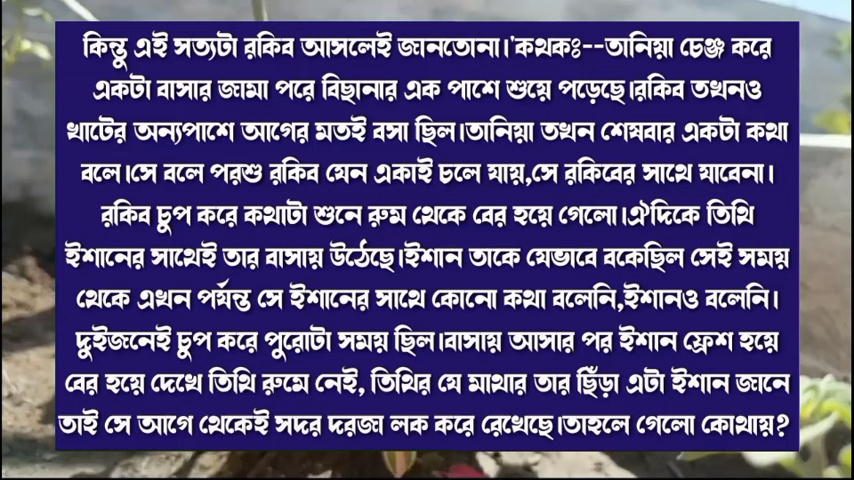 কিন্তু এই সত্যটা রকিব আসলেই জানতোনা।'কথকঃ--তানিয়া চেঞ্জ করে
একটা বাসার জামা পরে বিছানার এক পাশে শুয়ে পড়েছে।রকিব তখনও
খাটের অন্যপাশে আগের মতই বসা ছিল।তানিয়া তখন শেষবার একটা কথা
বলে।সে বলে পরশু রকিব যেন একাই চলে যায়,সে রকিবের সাথে যাবেনা।
রকিব চুপ করে কথাটা শুনে রুম থেকে বের হয়ে গেলো।ঐদিকে তিথি
ইশানের সাথেই তার বাসায় উঠেছে।ইশান তাকে যেভাবে বকেছিল সেই সময়
থেকে এখন পর্যন্ত সে ইশানের সাথে কোনো কথা বলেনি,ইশানও বলেনি।
দুইজনেই চুপ করে পুরোটা সময় ছিল।বাসায় আসার পর ইশান ফ্রেশ হয়ে
বের হয়ে দেখে তিথি রুমে নেই, তিথির যে মাথার তার ছিঁড়া এটা ইশান জানে
তাই সে আগে থেকেই সদর দরজা লক করে রেখেছে।তাহলে গেলো কোথায়?